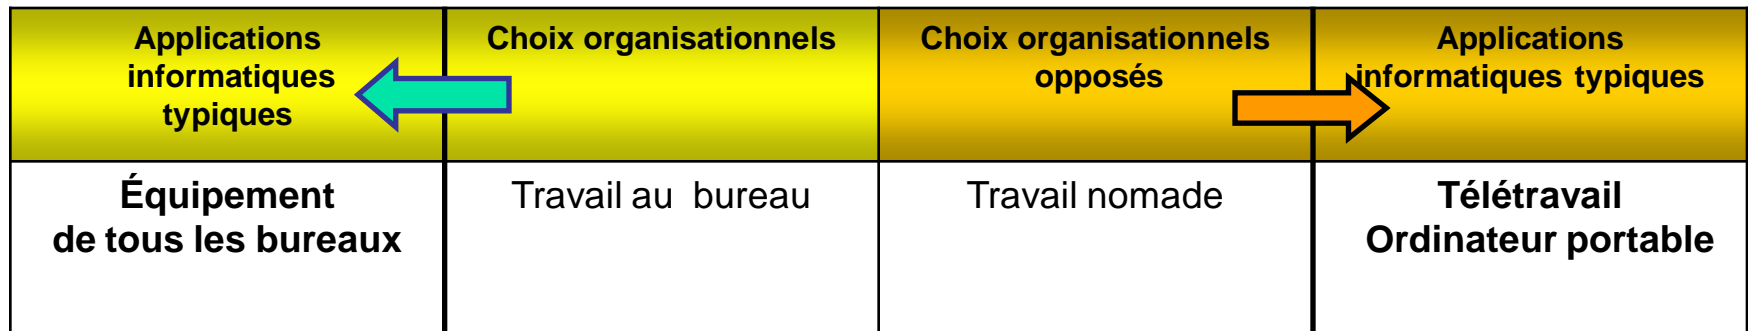 Applications
informatiques
typiques
Choix organisationnels
Choix organisationnels
opposés
Applications
informatiques typiques
Équipement
de tous les bureaux
Travail au bureau
Travail nomade
Télétravail
Ordinateur portable